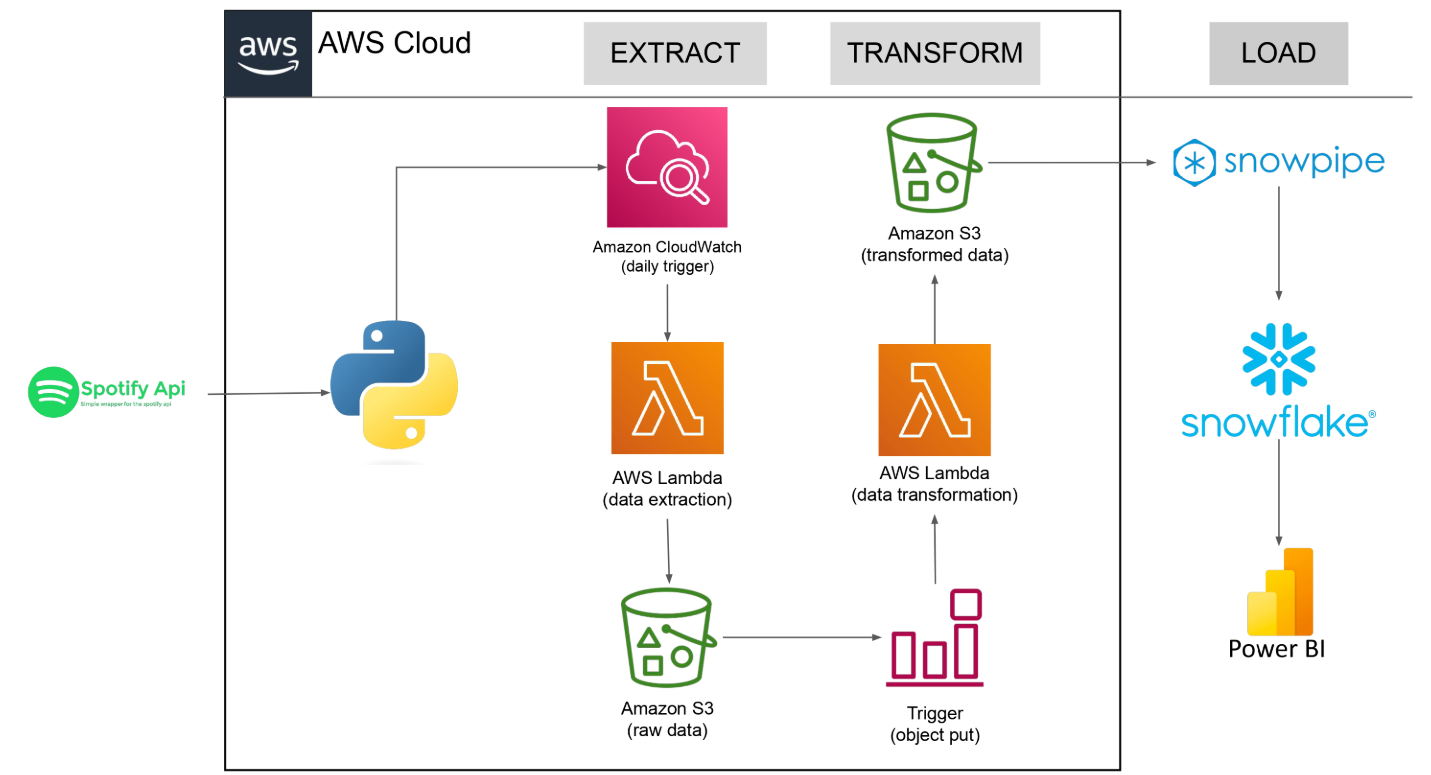 aws
AWS Cloud
EXTRACT
TRANSFORM
LOAD
Amazon CloudWatch
(daily trigger)
Amazon S3
(transformed data)
snowpipe
Spotify Api
Simple wrapper for the spotify api
AWS Lambda
(data extraction)
AWS Lambda
(data transformation)
snowflake®
Amazon S3
(raw data)
Trigger
(object put)
Power BI